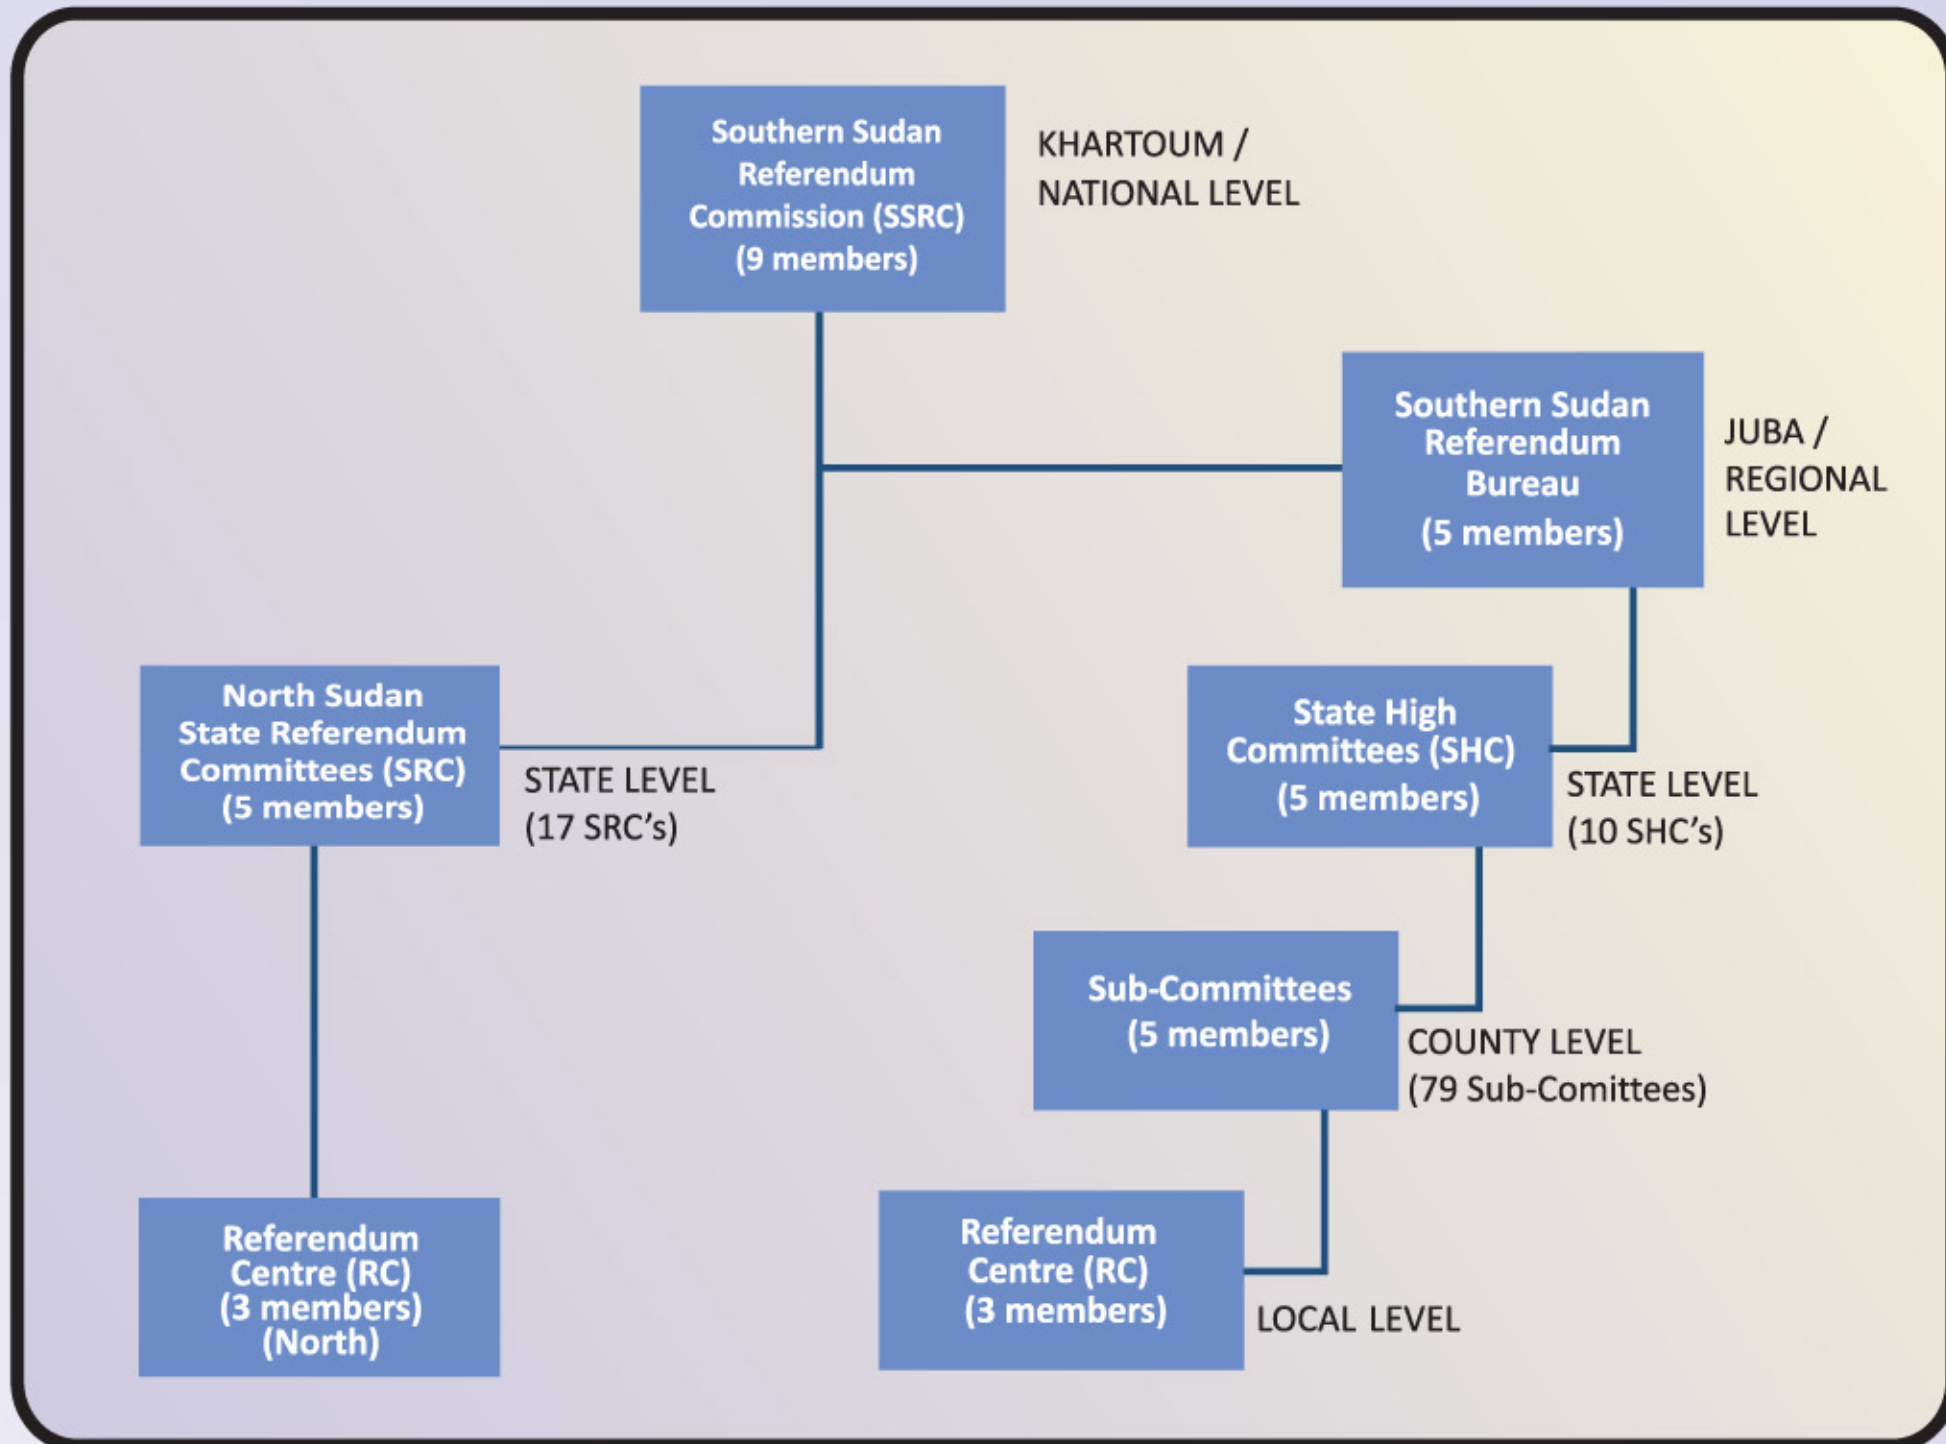 Southern Sudan
Referendum
Commission (SSRC)
(9 members)
KHARTOUM /
NATIONAL LEVEL
Southern Sudan
Referendum
Bureau
(5 members)
JUBA /
REGIONAL
LEVEL
North Sudan
State Referendum
Committees (SRC)
(5 members)
STATE LEVEL
(17 SRC’s)
State High
Committees (SHC)
(5 members)
STATE LEVEL
(10 SHC’s)
Sub-Committees
(5 members)
COUNTY LEVEL
(79 Sub-Comittees)
Referendum
Centre (RC)
(3 members)
(North)
Referendum
Centre (RC)
(3 members)
LOCAL LEVEL